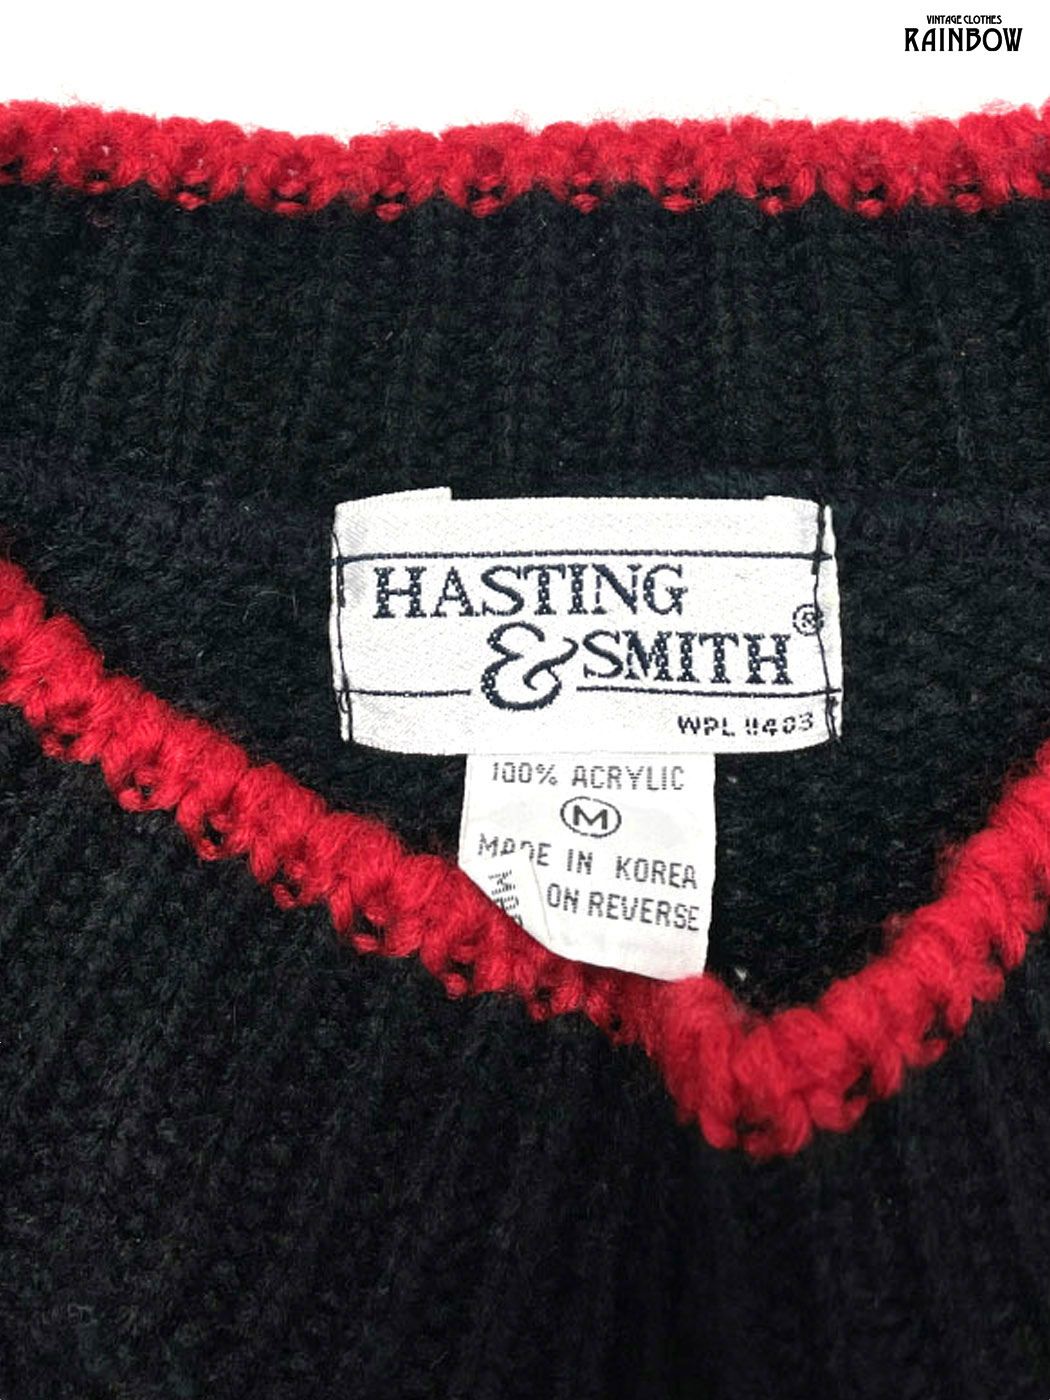 VINTAGE CLOTHES
RAINBOW
HASTING
& SMITH®
WPL 11403
100% ACRYLIC
M
MADE IN KOREA
ON REVERSE